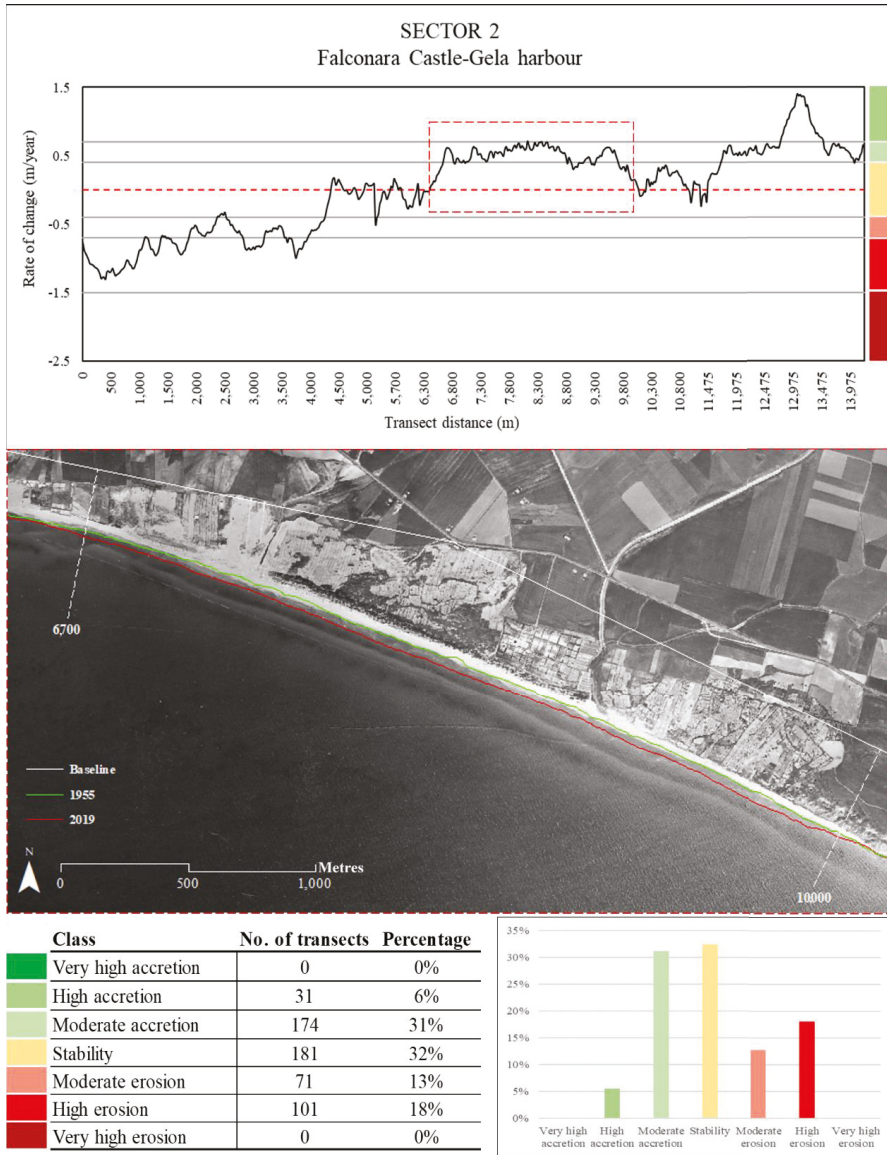 SECTOR 2
Falconara Castle-Gela harbour
Rate of change (m/year)
1.5
0.5
-0.5
-1.5
-2.5
0
500
1,000
1,500
2,000
2,500
3,000
3,500
4,000
4,500
5,000
5,700
6,300
6,800
7,300
7,800
8,300
8,800
9,300
9,800
10,300
10,800
11,475
11,975
12,475
12,975
13,475
13,975
Transect distance (m)
6,700
Baseline
1955
2019
N
Metres
0 500 1,000
10,000
Class No. of transects Percentage
Very high accretion 0 0%
High accretion 31 6%
Moderate accretion 174 31%
Stability 181 32%
Moderate erosion 71 13%
High erosion 101 18%
Very high erosion 0 0%
35%
30%
25%
20%
15%
10%
5%
0%
Very high accretion
High accretion
Moderate accretion
Stability
Moderate erosion
High erosion
Very high erosion